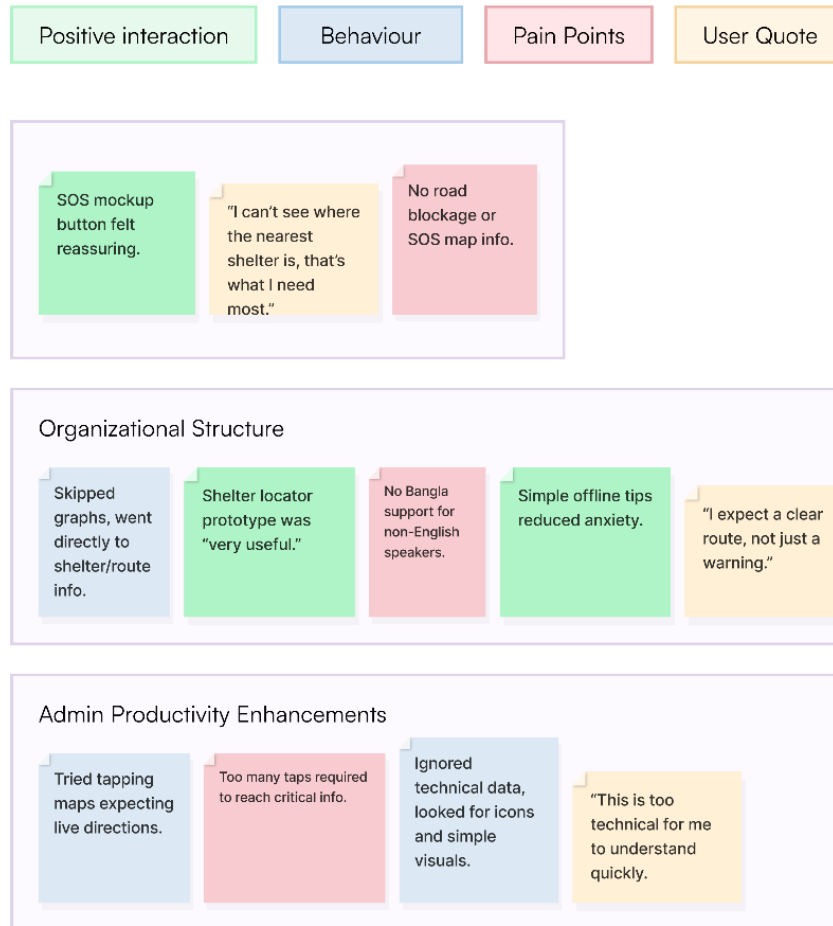 Positive interaction
Behaviour
Pain Points
User Quote
SOS mockup
button felt
reassuring.
“I can’t see where
the nearest
shelter is, that’s
what I need
most.”
No road
blockage or
SOS map info.
Organizational Structure
Skipped
graphs, went
directly to
shelter/route
info.
Shelter locator
prototype was
“very useful.”
No Bangla
support for
non-English
speakers.
Simple offline tips
reduced anxiety.
“I expect a clear
route, not just a
warning.”
Admin Productivity Enhancements
Tried tapping
maps expecting
live directions.
Too many taps required
to reach critical info.
Ignored
technical data,
looked for icons
and simple
visuals.
“This is too
technical for me
to understand
quickly.